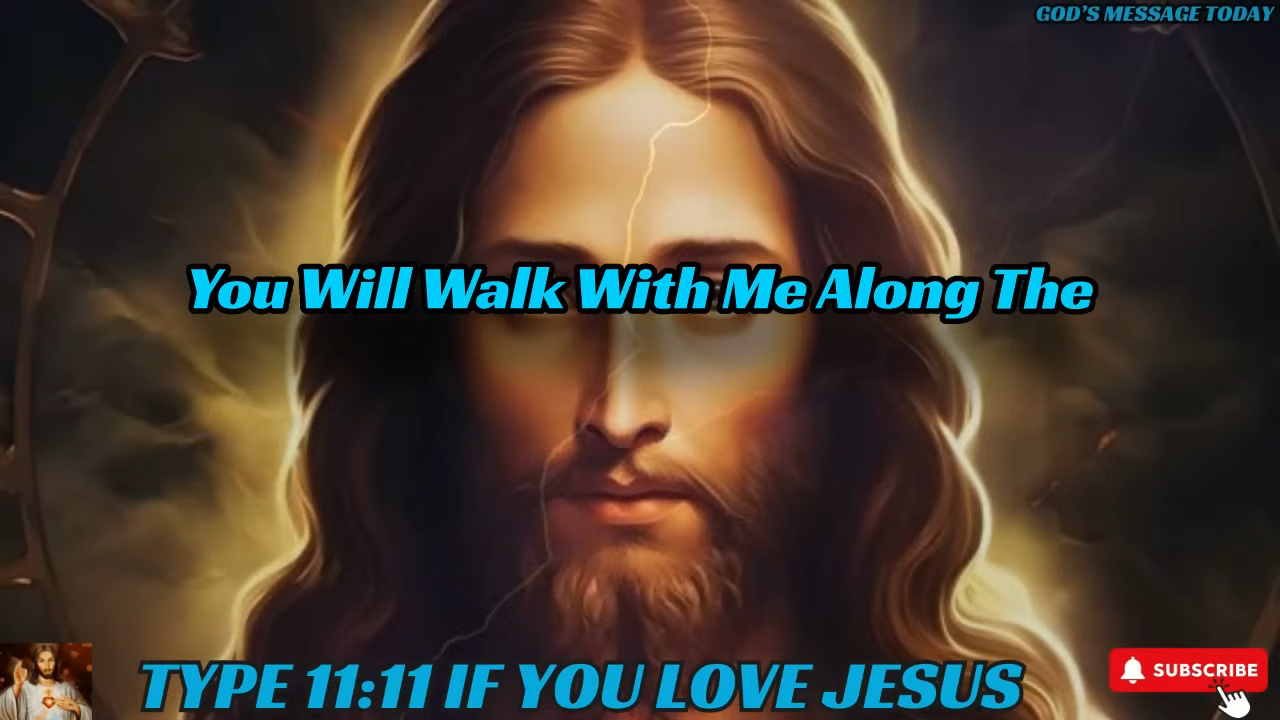 GOD'S MESSAGE TODAY
You Will Walk With Me Along The
TYPE 11:11 IF YOU LOVE JESUS
SUBSCRIBE